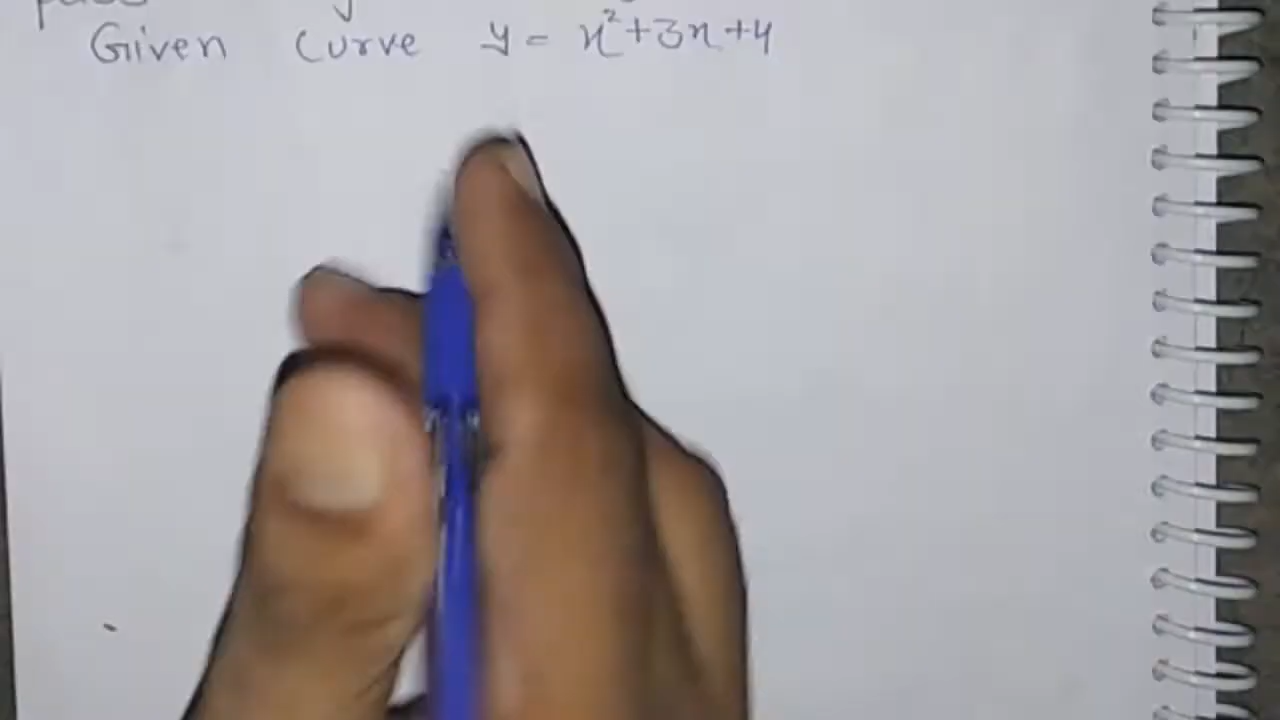 Given curve y = x²+3x+4